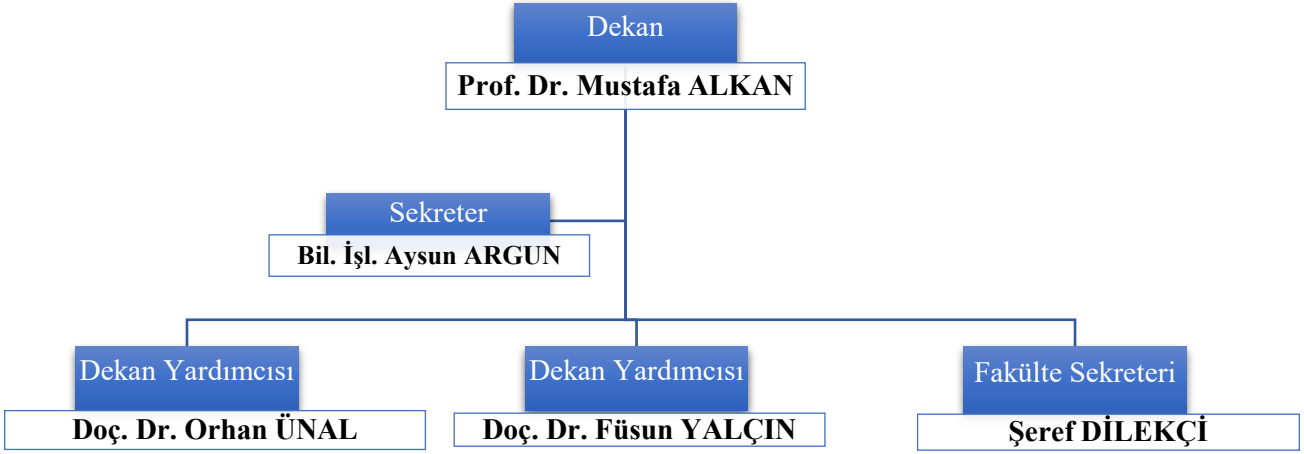 Dekan
Prof. Dr. Mustafa ALKAN
Sekreter
Bil. İşl. Aysun ARGUN
Dekan Yardımcısı
Doç. Dr. Orhan ÜNAL
Dekan Yardımcısı
Doç. Dr. Füsun YALÇIN
Fakülte Sekreteri
Şeref DİLEKÇİ